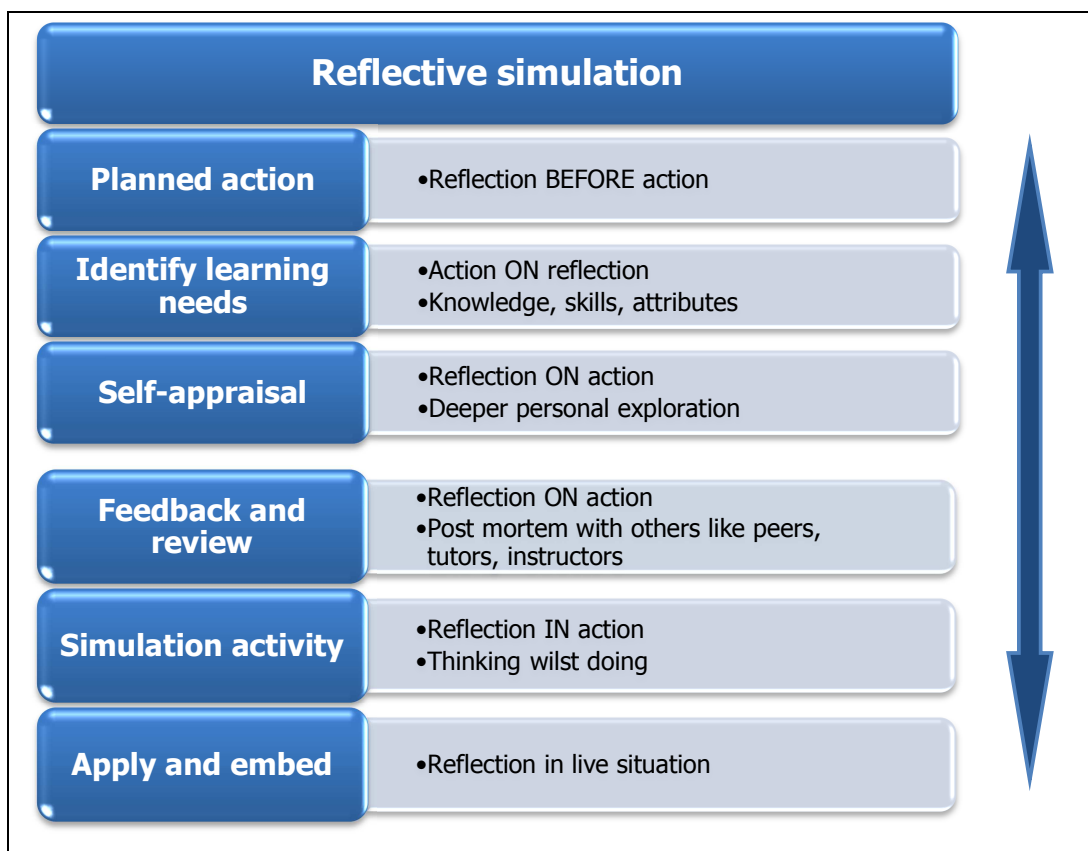 Reflective simulation
Planned action
•Reflection BEFORE action
Identify learning
needs
•Action ON reflection
•Knowledge, skills, attributes
Self-appraisal
•Reflection ON action
•Deeper personal exploration
Feedback and
review
•Reflection ON action
•Post mortem with others like peers,
tutors, instructors
Simulation activity
•Reflection IN action
•Thinking wilst doing
Apply and embed
•Reflection in live situation